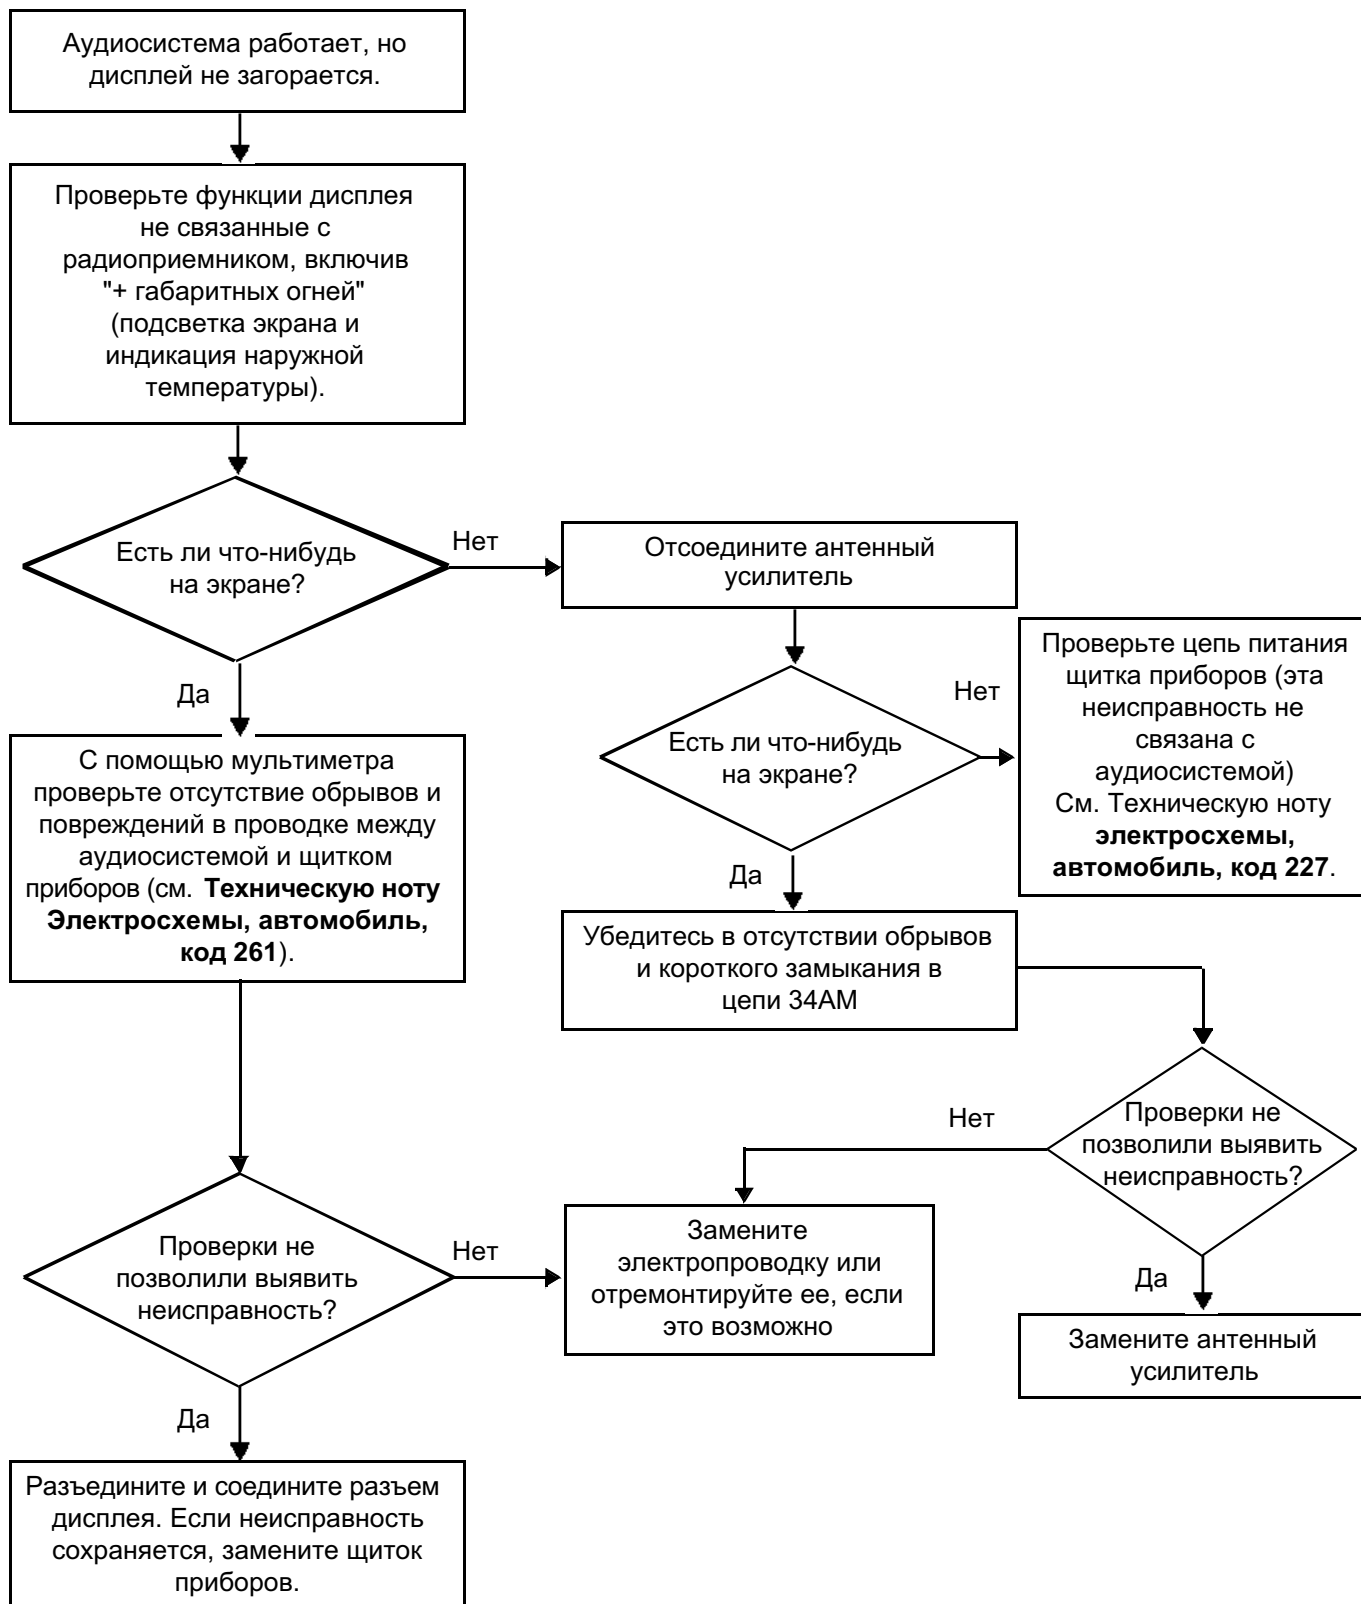 Аудиосистема работает, но
дисплей не загорается.
Проверьте функции дисплея
не связанные с
радиоприемником, включив
"+ габаритных огней"
(подсветка экрана и
индикация наружной
температуры).
Есть ли что-нибудь
на экране?
Нет
Отсоедините антенный
усилитель
Да
Есть ли что-нибудь
на экране?
Нет
Проверьте цепь питания
щитка приборов (эта
неисправность не
связана с
аудиосистемой)
См. Техническую ноту
электросхемы,
автомобиль, код 227.
С помощью мультиметра
проверьте отсутствие обрывов и
повреждений в проводке между
аудиосистемой и щитком
приборов (см. Техническую ноту
Электросхемы, автомобиль,
код 261).
Да
Убедитесь в отсутствии обрывов
и короткого замыкания в
цепи 34AM
Проверки не
позволили выявить
неисправность?
Нет
Проверки не
позволили выявить
неисправность?
Нет
Замените
электропроводку или
отремонтируйте ее, если
это возможно
Да
Замените антенный
усилитель
Да
Разъедините и соедините разъем
дисплея. Если неисправность
сохраняется, замените щиток
приборов.